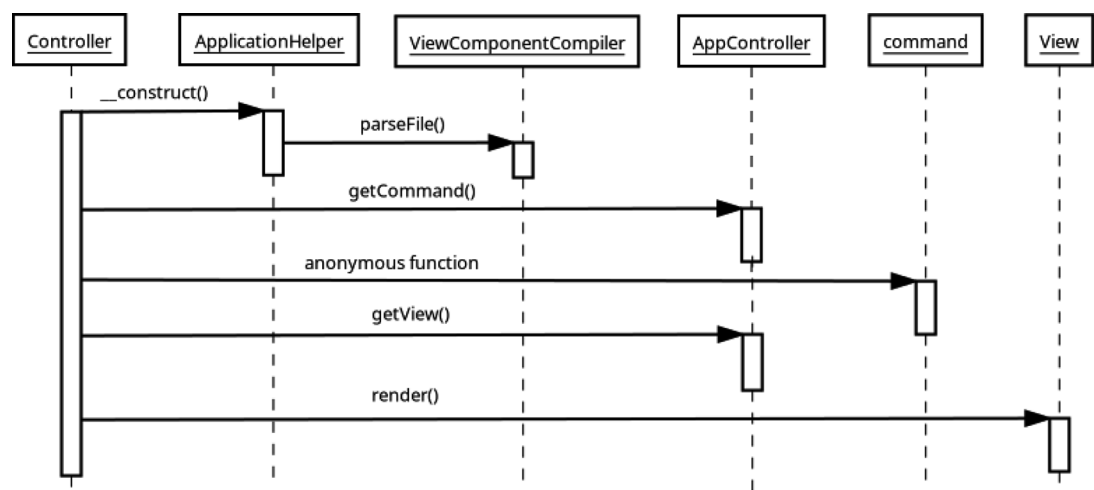 Controller
ApplicationHelper
ViewComponentCompiler
AppController
command
View
__construct()
parseFile()
getCommand()
anonymous function
getView()
render()